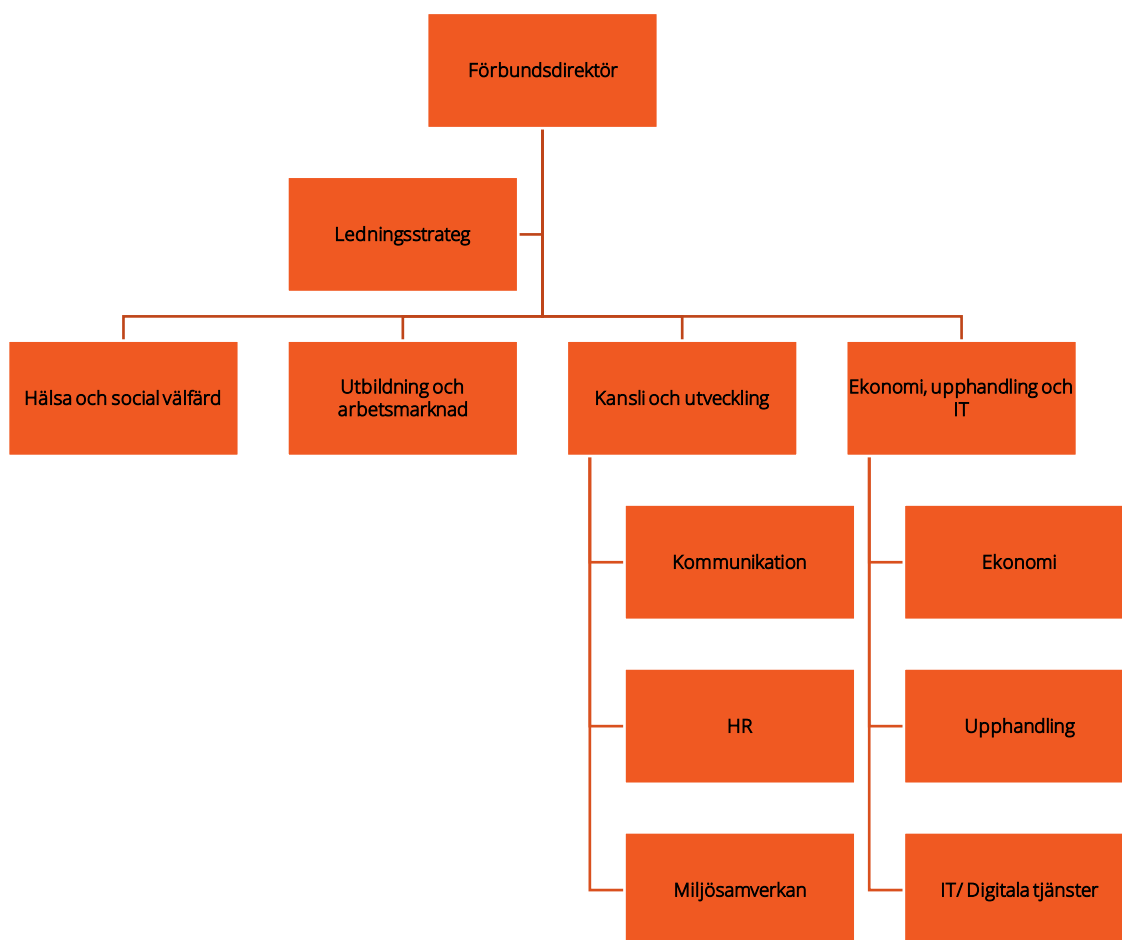 Förbundsdirektör
Ledningsstrateg
Hälsa och social välfärd
Utbildning och
arbetsmarknad
Kansli och utveckling
Ekonomi, upphandling och
IT
Kommunikation
Ekonomi
HR
Upphandling
Miljösamverkan
IT/ Digitala tjänster